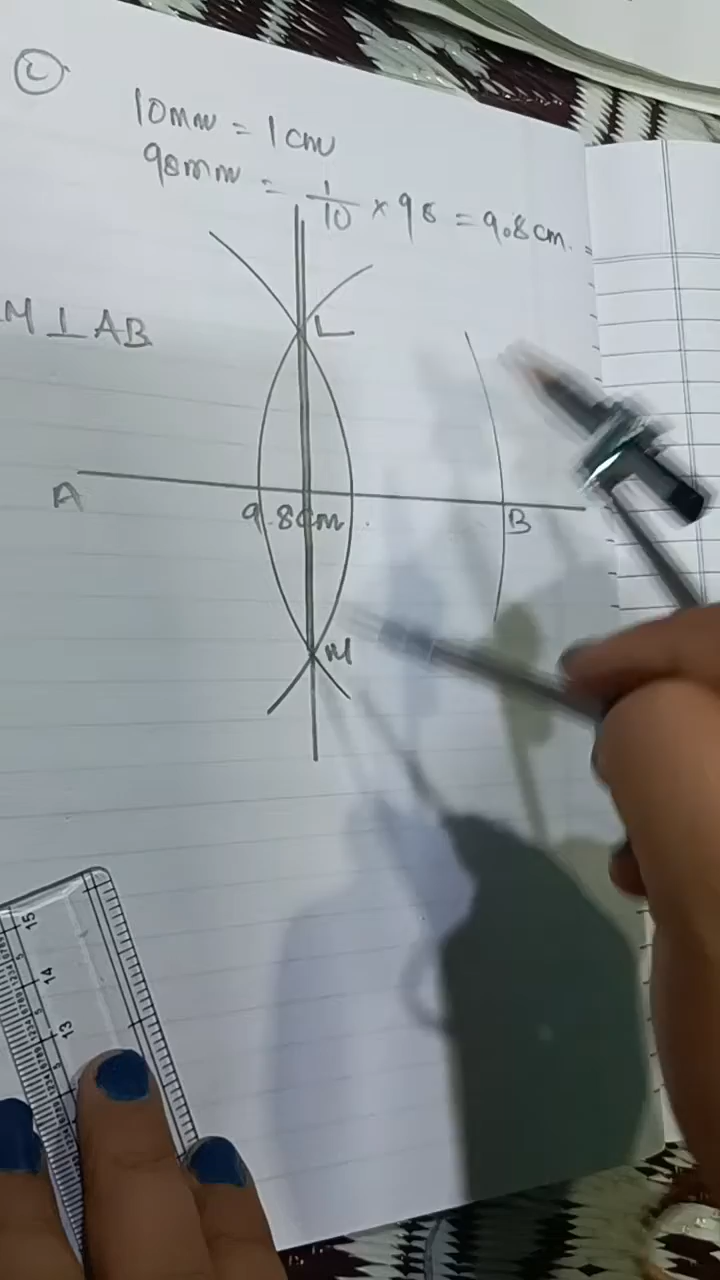 C
10mm = 1cm
98mm = 1/10 × 98 = 9.8cm. =
M ⊥ AB
L
A
9.8cm.
B
M
15
14
13